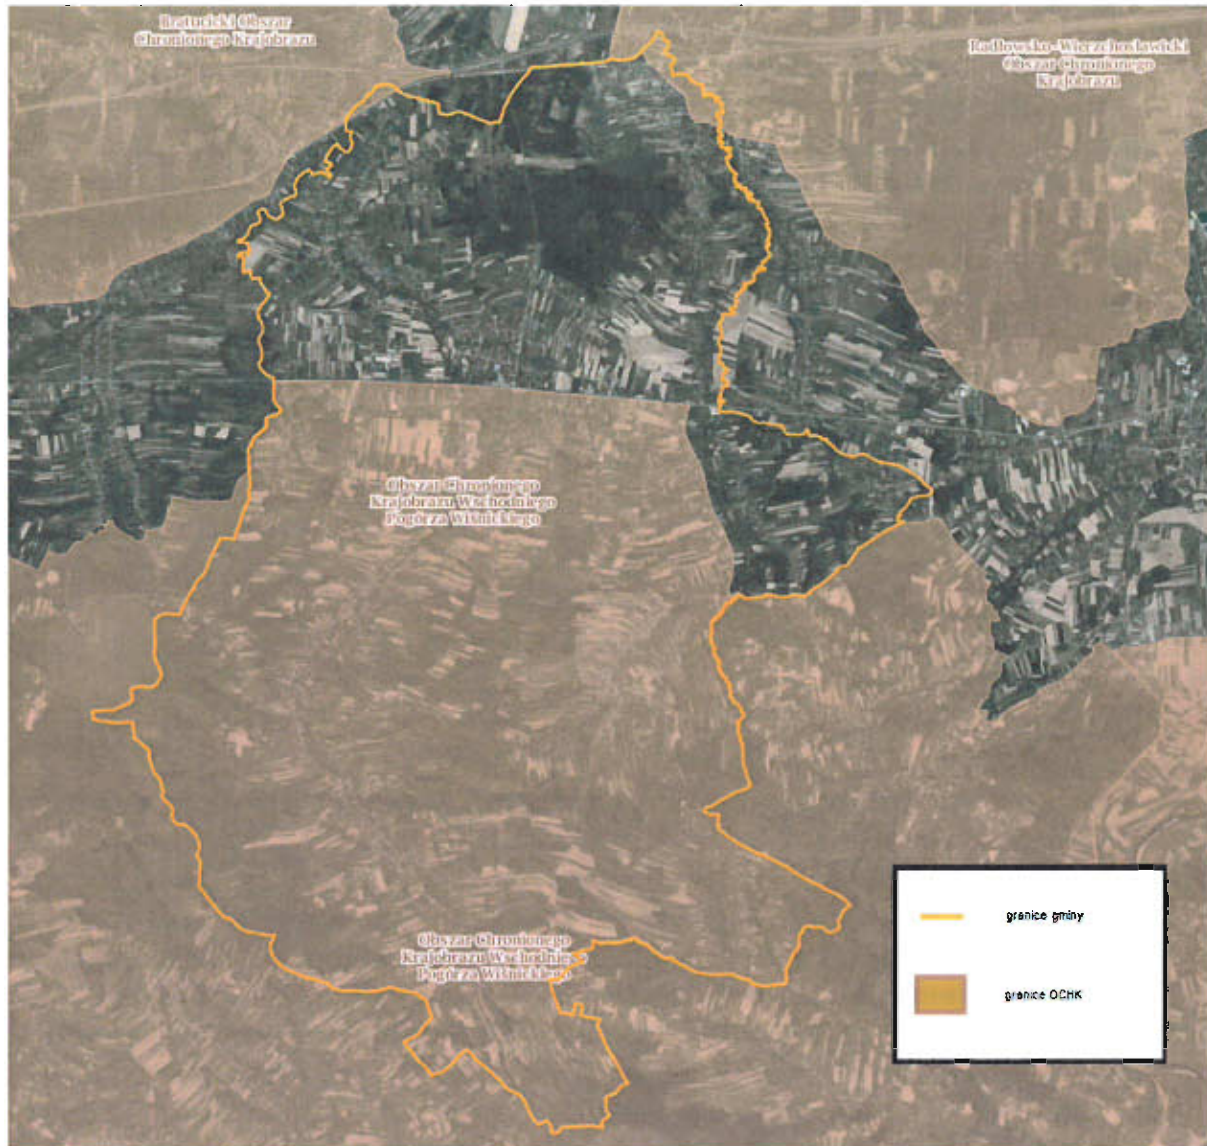 Bratucicki Obszar
Chronionego Krajobrazu
Radłowsko-Wierzchosławicki
Obszar Chronionego
Krajobrazu
Obszar Chronionego
Krajobrazu Wschodniego
Pogórza Wiśnickiego
Obszar Chronionego
Krajobrazu Wschodniego
Pogórza Wiśnickiego
granice gminy
granice OCHK